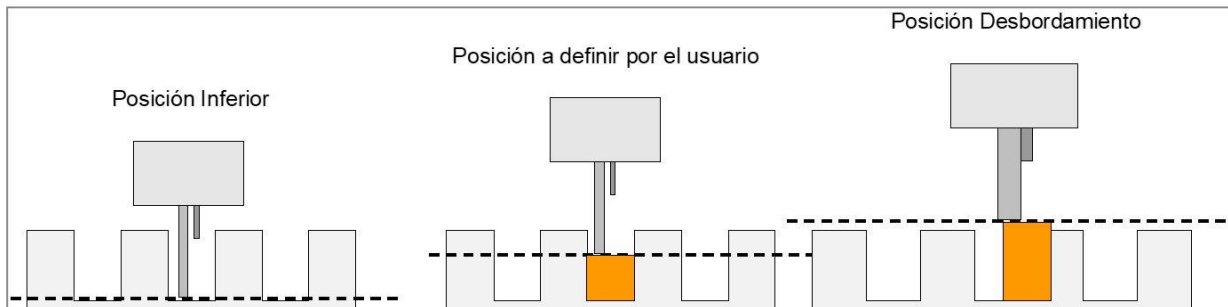 Posición Desbordamiento
Posición a definir por el usuario
Posición Inferior